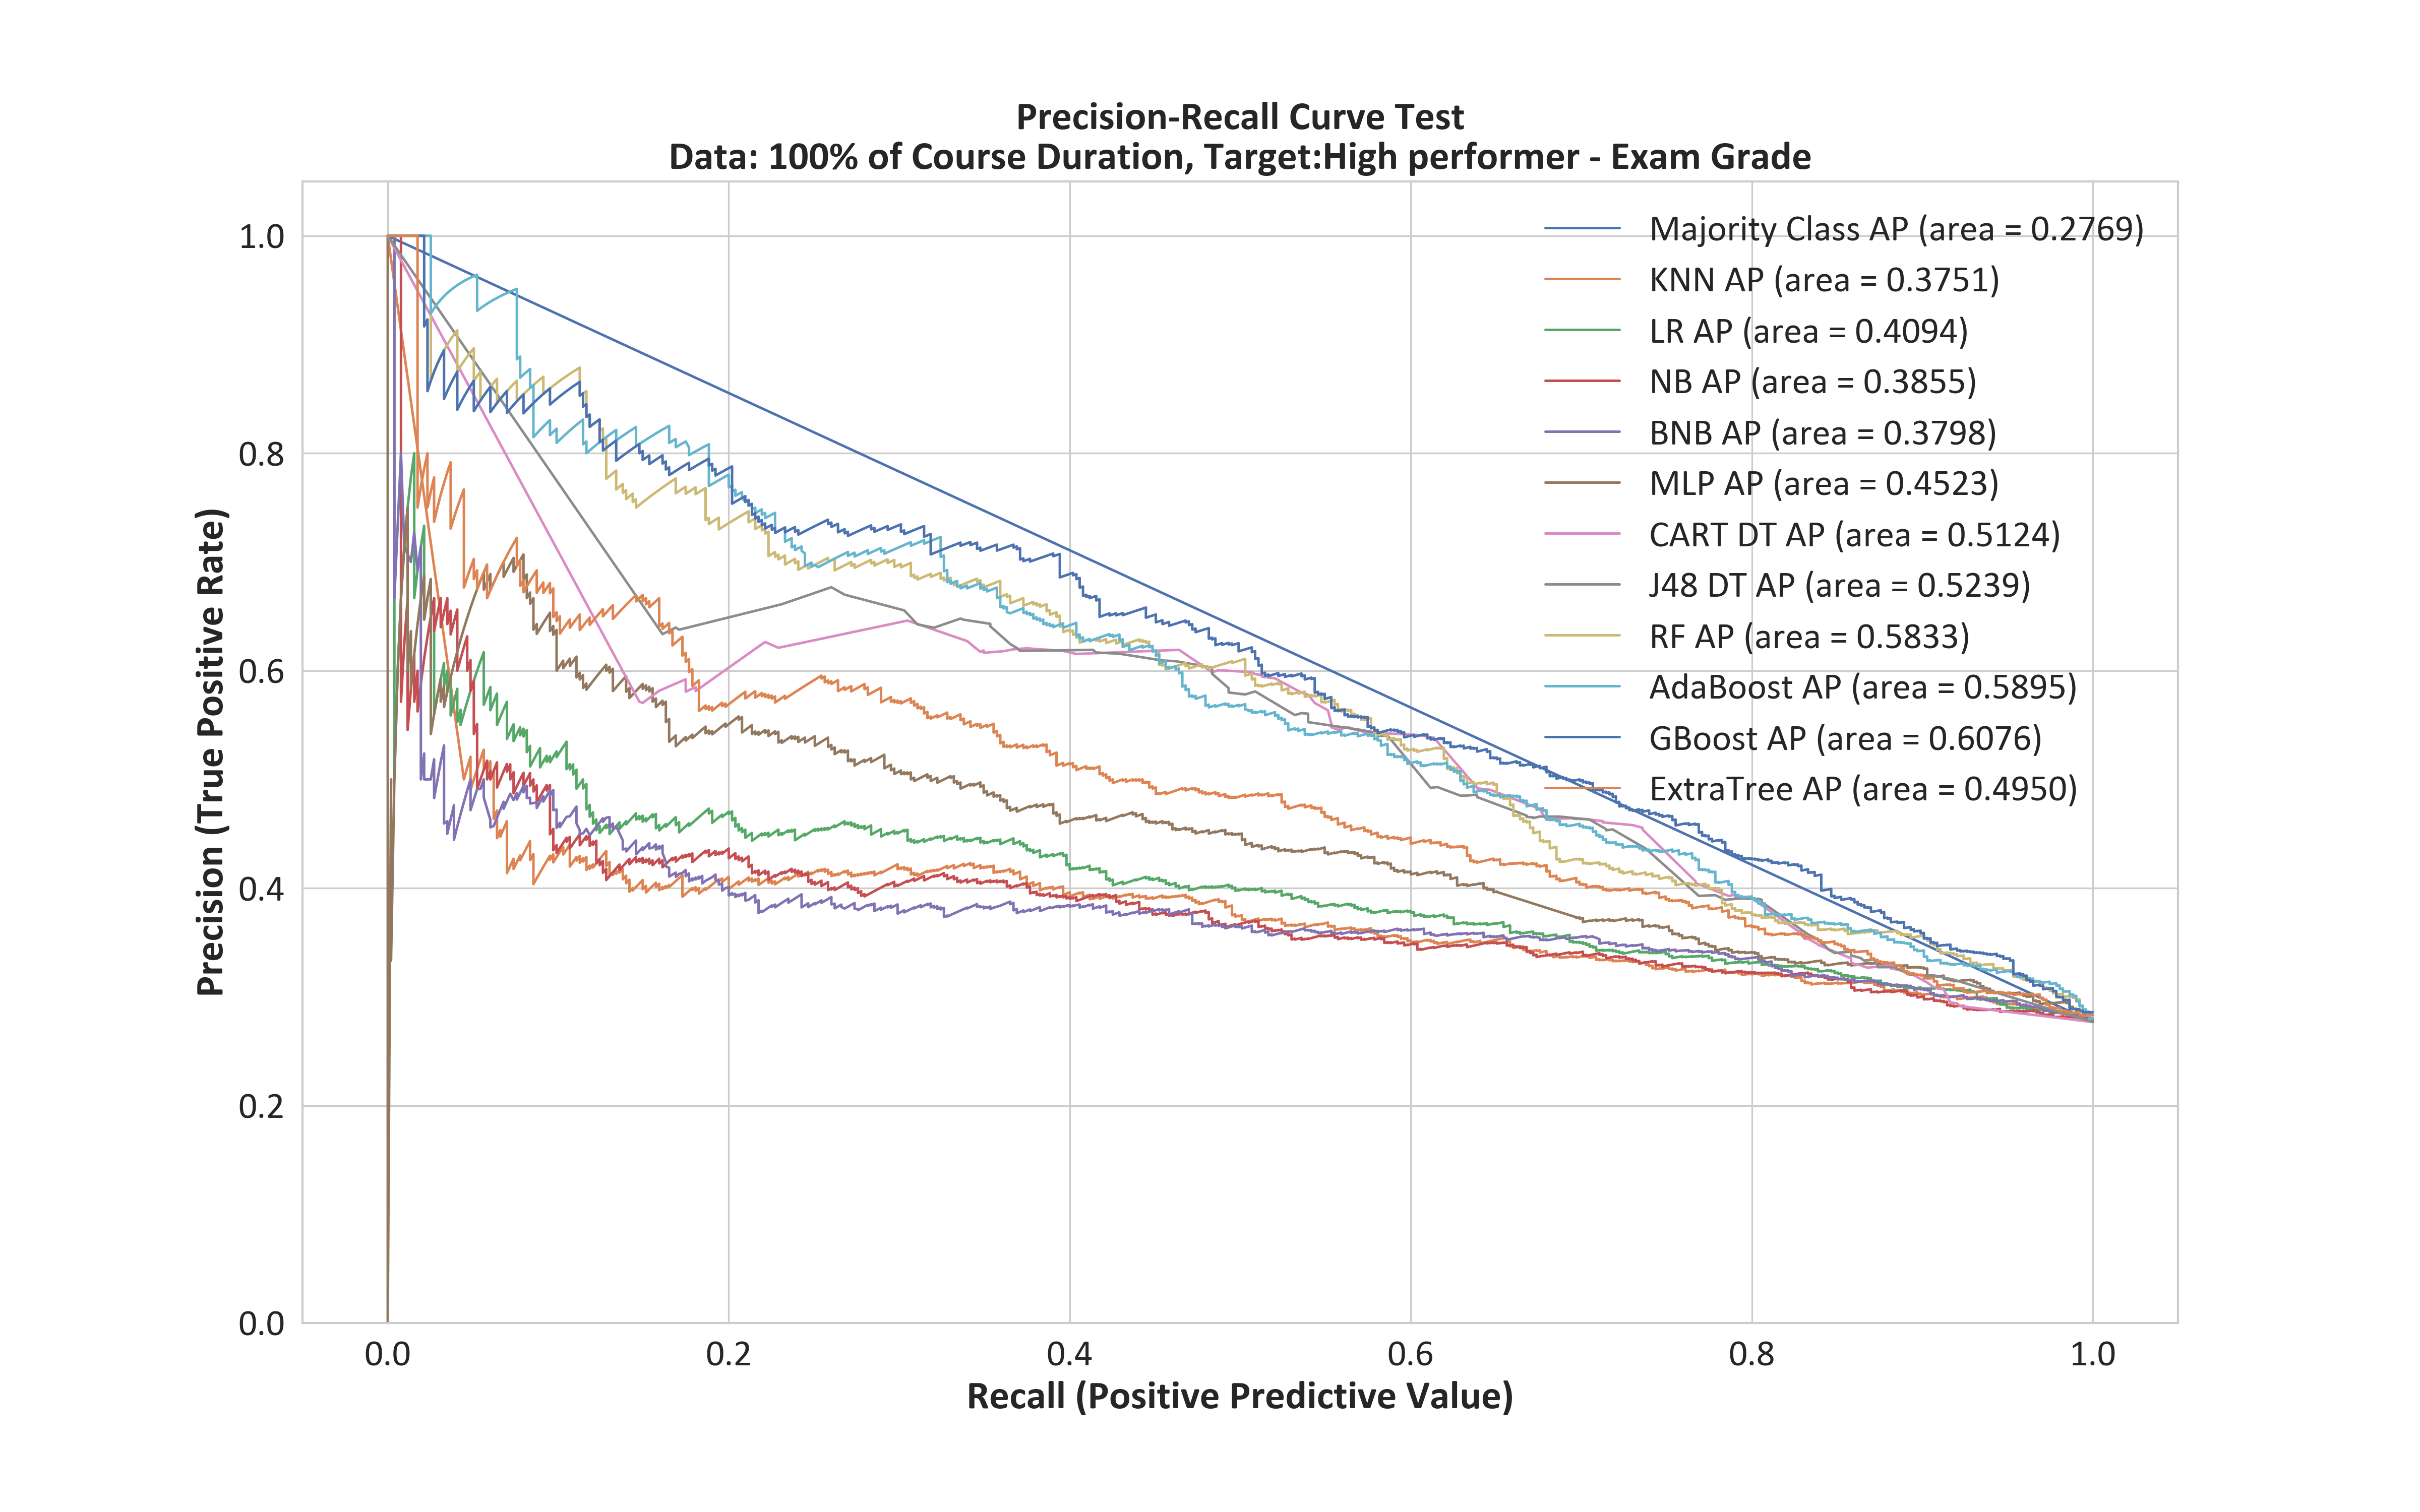 Precision-Recall Curve Test
Data: 100% of Course Duration, Target:High performer - Exam Grade
Majority Class AP (area = 0.2769)
KNN AP (area = 0.3751)
LR AP (area = 0.4094)
NB AP (area = 0.3855)
BNB AP (area = 0.3798)
MLP AP (area = 0.4523)
CART DT AP (area = 0.5124)
J48 DT AP (area = 0.5239)
RF AP (area = 0.5833)
AdaBoost AP (area = 0.5895)
GBoost AP (area = 0.6076)
ExtraTree AP (area = 0.4950)
Precision (True Positive Rate)
1.0
0.8
0.6
0.4
0.2
0.0
0.0 0.2 0.4 0.6 0.8 1.0
Recall (Positive Predictive Value)